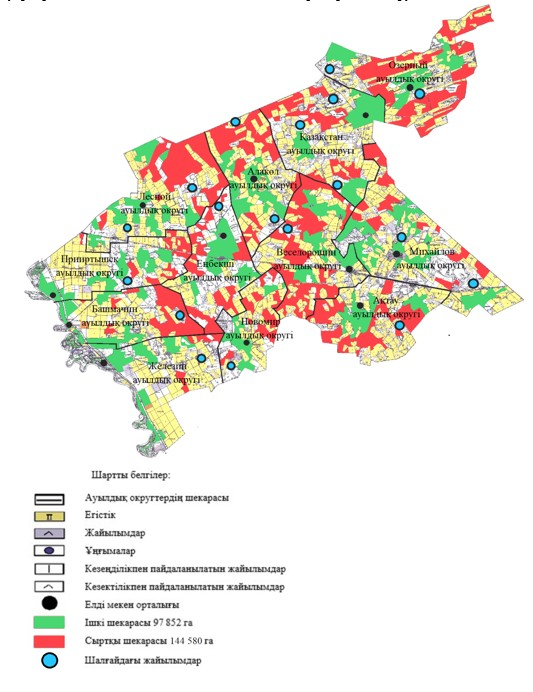 Озерный
ауылдық округі
Қазақстан
ауылдық округі
Алакөл
ауылдық округі
Лесной
ауылдық округі
Прииртышск
ауылдық округі
Еңбекші
ауылдық округі
Веселорощин
ауылдық округі
Михайлов
ауылдық округі
Башмачин
ауылдық округі
Ақтау
ауылдық округі
Новомир
ауылдық округі
Железин
ауылдық округі
Шартты белгілер:
Ауылдық округтердің шекарасы
Егістік
Жайылымдар
Ұңғымалар
Кезеңділікпен пайдаланылатын жайылымдар
Кезектілікпен пайдаланылатын жайылымдар
Елді мекен орталығы
Ішкі шекарасы 97 852 га
Сыртқы шекарасы 144 580 га
Шалғайдағы жайылымдар